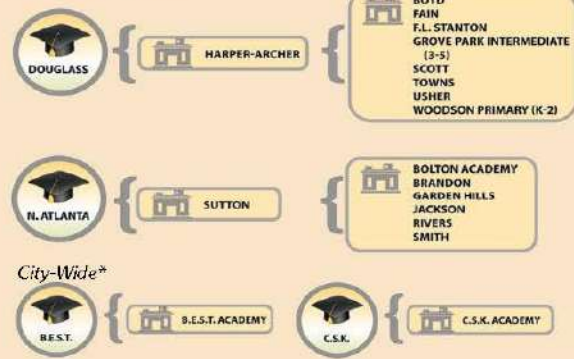 DOUGLASS
HARPER-ARCHER
BOYD
FAIN
F.L. STANTON
GROVE PARK INTERMEDIATE
(3-5)
SCOTT
TOWNS
USHER
WOODSON PRIMARY (K-2)
N. ATLANTA
SUTTON
BOLTON ACADEMY
BRANDON
GARDEN HILLS
JACKSON
RIVERS
SMITH
City-Wide*
B.E.S.T.
B.E.S.T. ACADEMY
C.S.K.
C.S.K. ACADEMY